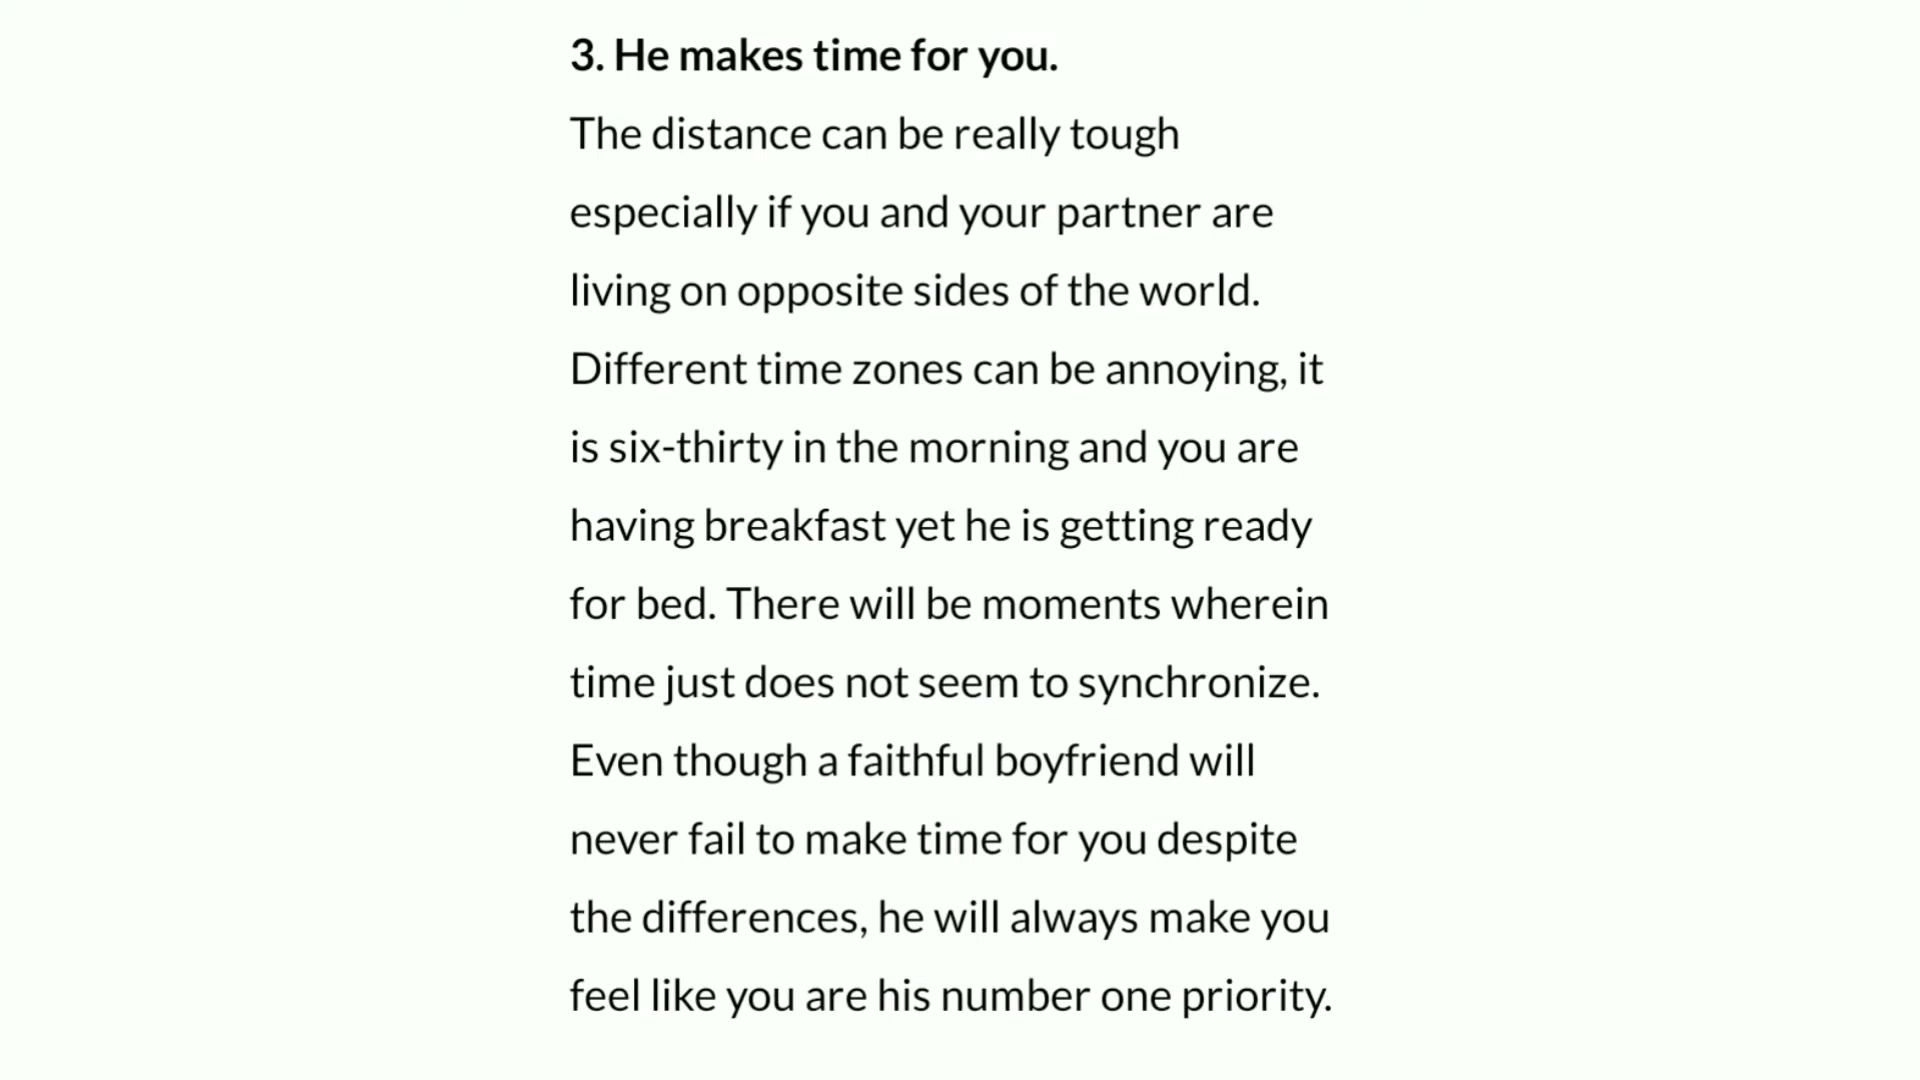 3. He makes time for you.
The distance can be really tough
especially if you and your partner are
living on opposite sides of the world.
Different time zones can be annoying, it
is six-thirty in the morning and you are
having breakfast yet he is getting ready
for bed. There will be moments wherein
time just does not seem to synchronize.
Even though a faithful boyfriend will
never fail to make time for you despite
the differences, he will always make you
feel like you are his number one priority.